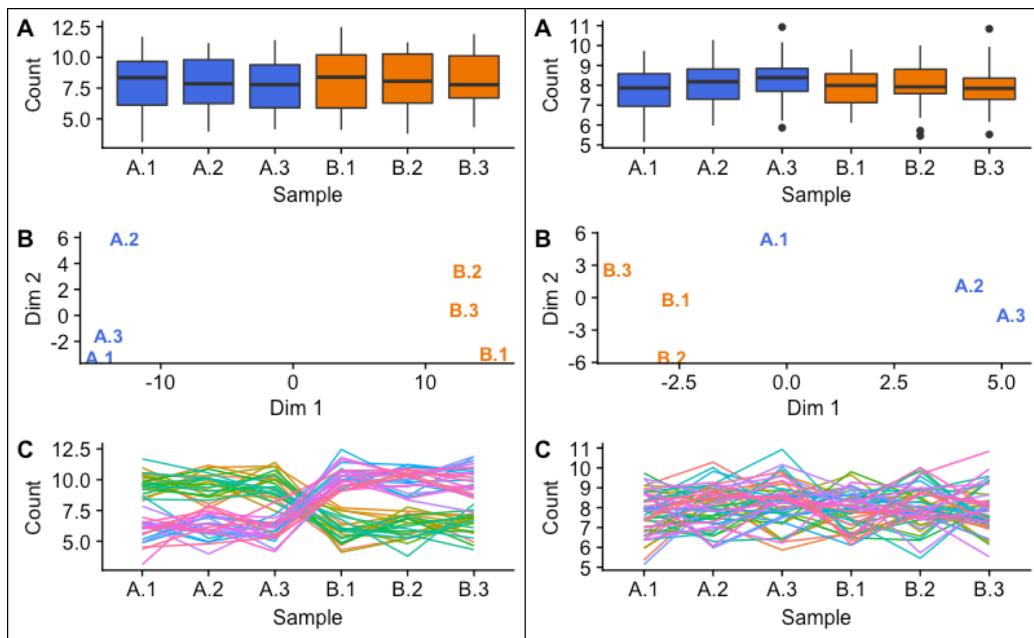 A
Count
12.5
10.0
7.5
5.0
A.1 A.2 A.3 B.1 B.2 B.3
Sample
B
Dim 2
6
4
2
0
-2
A.2
B.2
B.3
A.3
A.1
B.1
-10 0 10
Dim 1
C
Count
12.5
10.0
7.5
5.0
A.1 A.2 A.3 B.1 B.2 B.3
Sample
A
Count
11
10
9
8
7
6
5
A.1 A.2 A.3 B.1 B.2 B.3
Sample
B
Dim 2
6
3
0
-3
-6
A.1
B.3
A.2
B.1
A.3
B.2
-2.5 0.0 2.5 5.0
Dim 1
C
Count
11
10
9
8
7
6
5
A.1 A.2 A.3 B.1 B.2 B.3
Sample